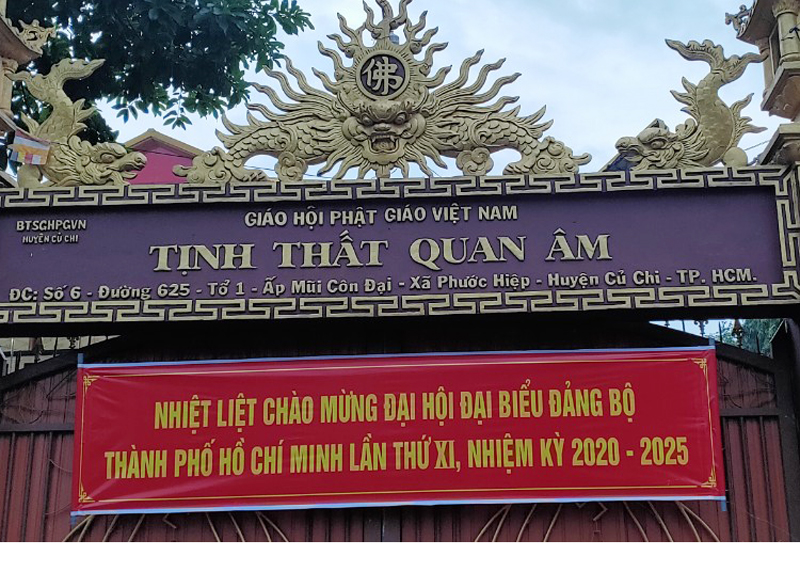 佛
BTSGHPGVN
HUYỆN CỦ CHI
GIÁO HỘI PHẬT GIÁO VIỆT NAM
TỊNH THẤT QUAN ÂM
ĐC: Số 6 - Đường 625 - Tổ 1 - Ấp Mũi Côn Đại - Xã Phước Hiệp - Huyện Củ Chi - TP. HCM.
NHIỆT LIỆT CHÀO MỪNG ĐẠI HỘI ĐẠI BIỂU ĐẢNG BỘ
THÀNH PHỐ HỒ CHÍ MINH LẦN THỨ XI, NHIỆM KỲ 2020 - 2025